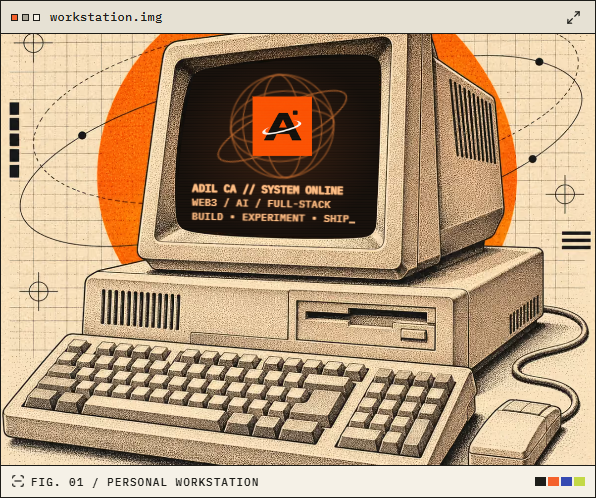 workstation.img
A
ADIL CA // SYSTEM ONLINE
WEB3 / AI / FULL-STACK
BUILD • EXPERIMENT • SHIP_
FIG. 01 / PERSONAL WORKSTATION